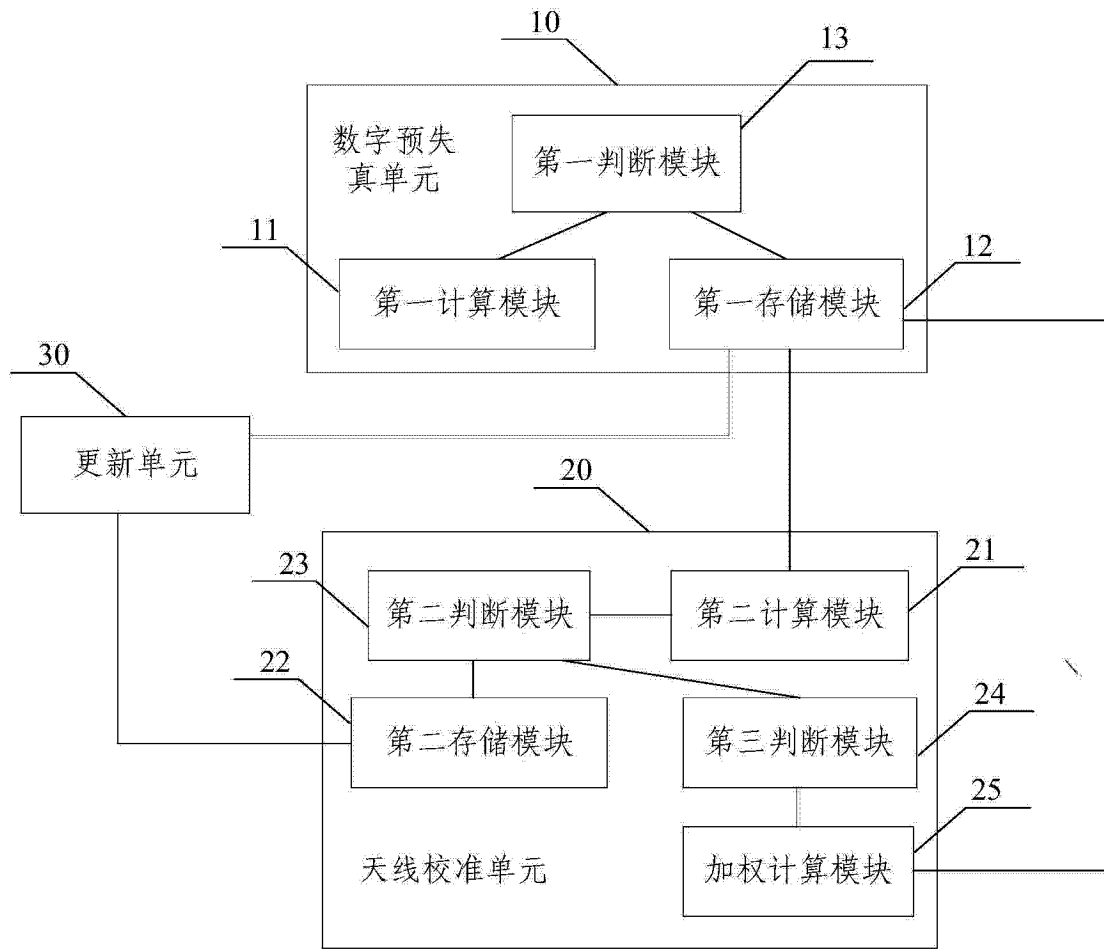 10
13
数字预失
真单元
第一判断模块
11
12
第一计算模块
第一存储模块
30
更新单元
20
21
23
第二判断模块
第二计算模块
22
24
第二存储模块
第三判断模块
25
天线校准单元
加权计算模块